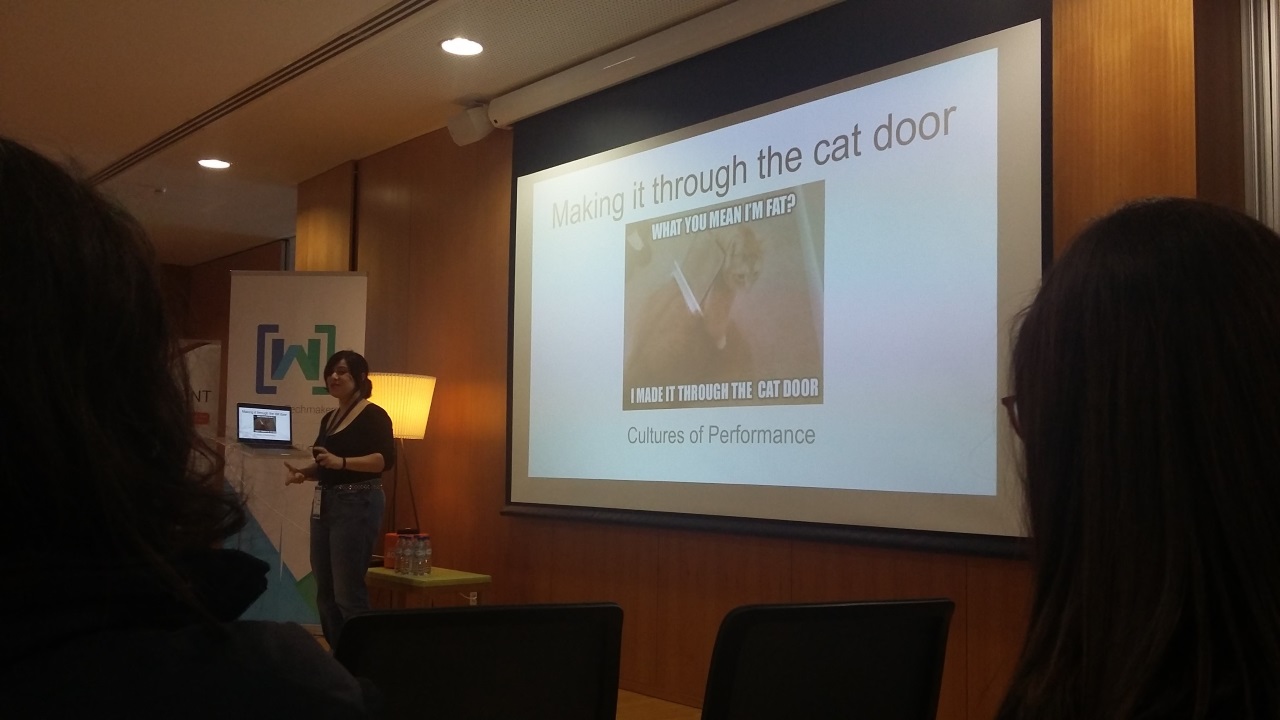 Making it through the cat door
WHAT YOU MEAN I'M FAT?
I MADE IT THROUGH THE CAT DOOR
Cultures of Performance
[W]
NT